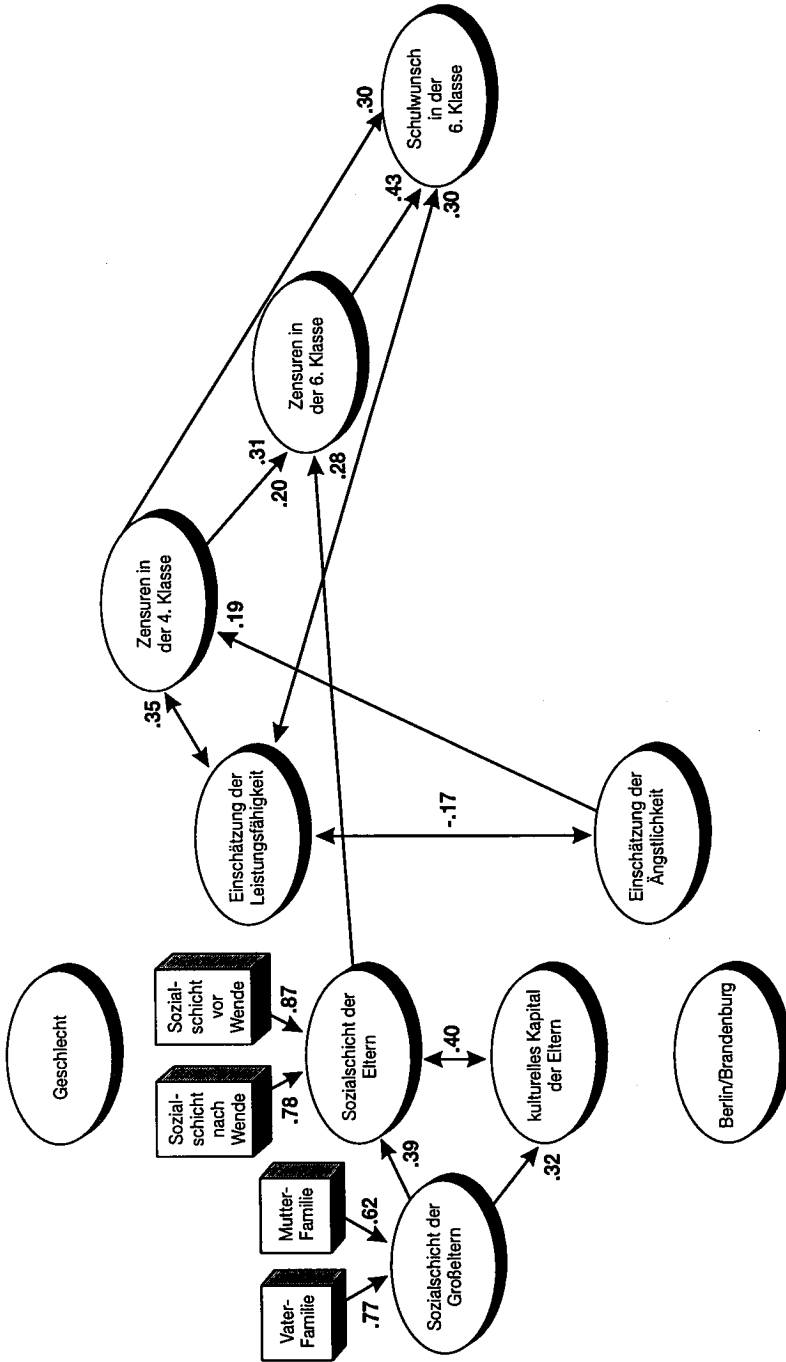 Vater-
Familie
.77
Mutter-
Familie
.62
Sozialschicht der
Großeltern
.39
.32
Geschlecht
Sozial-
schicht
nach
Wende
.78
Sozial-
schicht
vor
Wende
.87
Sozialschicht der
Eltern
.40
kulturelles Kapital
der Eltern
Berlin/Brandenburg
Einschätzung der
Leistungsfähigkeit
-.17
Einschätzung der
Ängstlichkeit
.35
Zensuren in
der 4. Klasse
.19
.31
.20
.28
Zensuren in
der 6. Klasse
.30
.43
.30
Schulwunsch
in der
6. Klasse